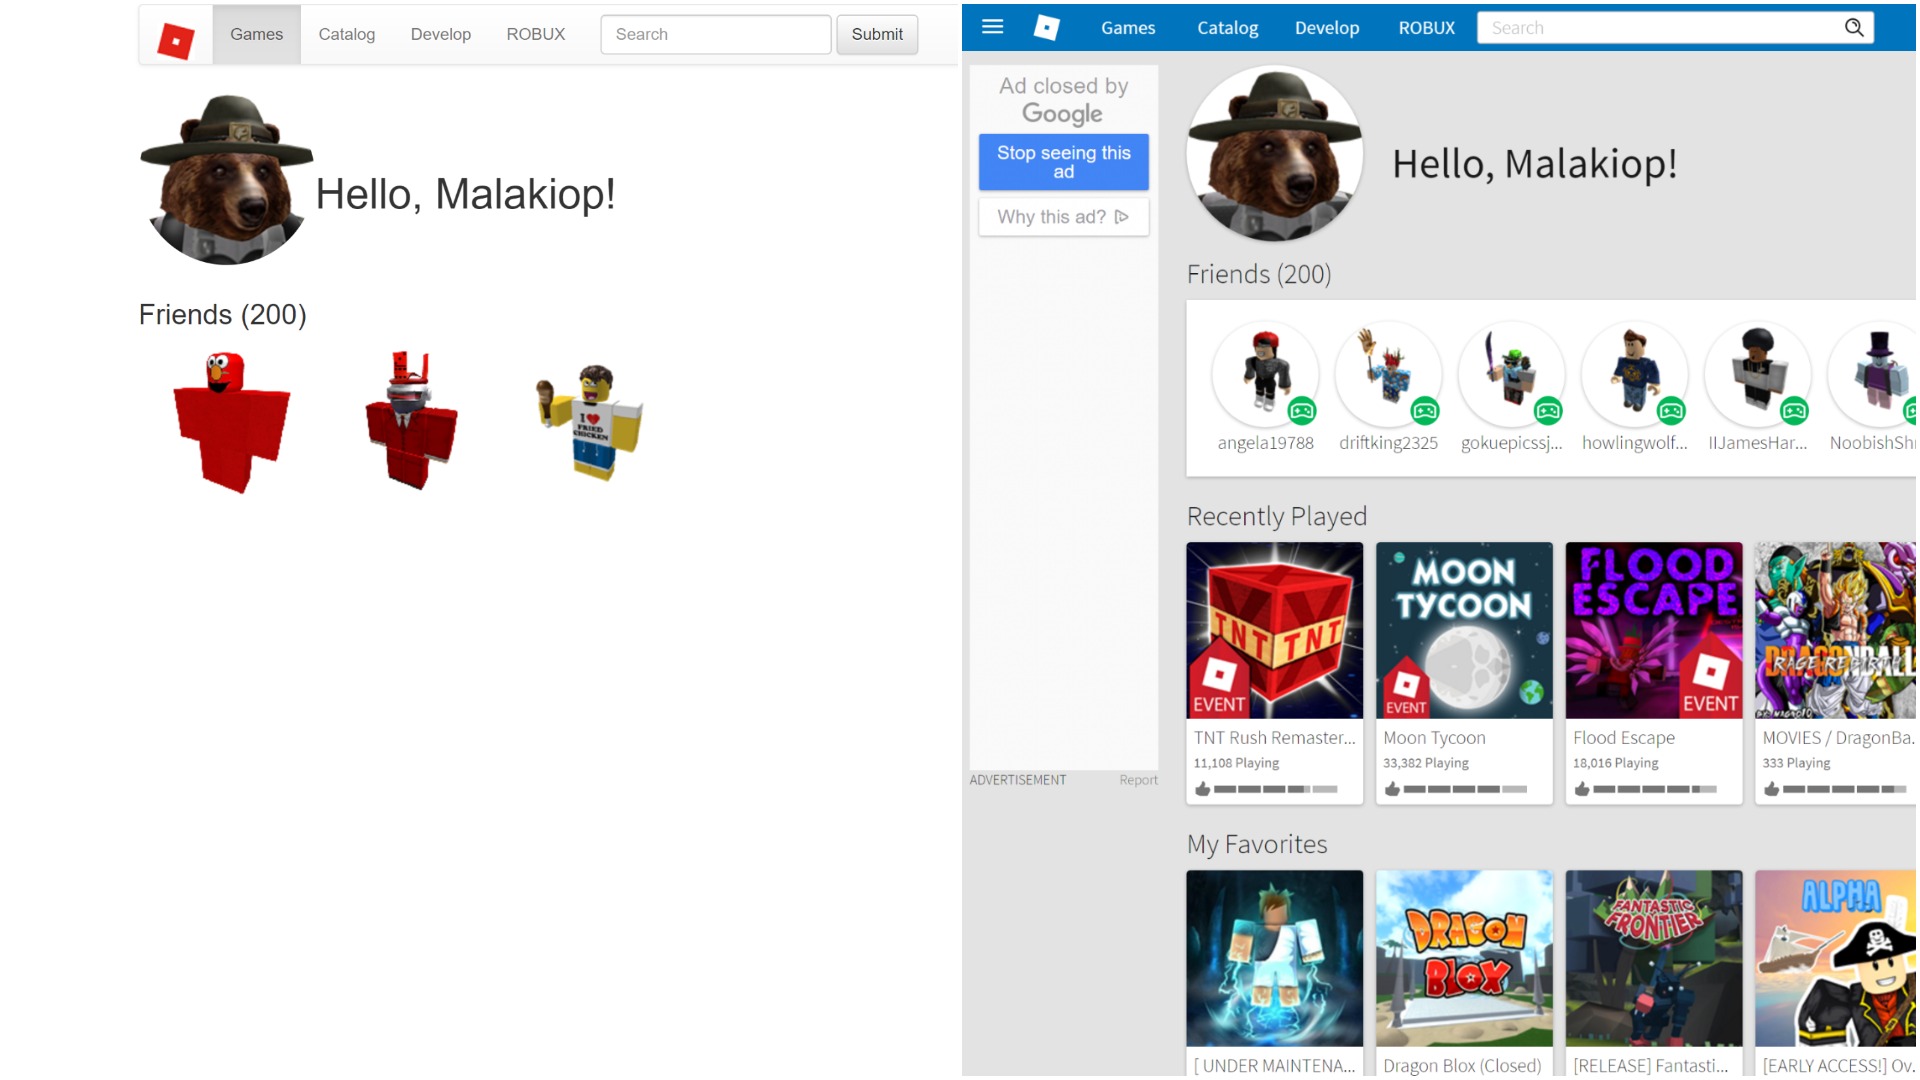 Games Catalog Develop ROBUX Search Submit
Hello, Malakiop!
Friends (200)
I
FRIED
CHICKEN
Games Catalog Develop ROBUX Search
Ad closed by
Google
Stop seeing this
ad
Why this ad?
ADVERTISEMENT Report
Hello, Malakiop!
Friends (200)
angela19788 driftking2325 gokuepicssj... howlingwolf... IIJamesHar... NoobishShr
Recently Played
TNT TNT
EVENT
MOON
TYCOON
EVENT
FLOOD
ESCAPE
EVENT
DRAGONBALL
RAGE REBIRTH
TNT Rush Remaster... Moon Tycoon Flood Escape MOVIES / DragonBa...
11,108 Playing 33,382 Playing 18,016 Playing 333 Playing
My Favorites
DRAGON
BLOX
FANTASTIC
FRONTIER
ALPHA
[ UNDER MAINTENA... Dragon Blox (Closed) [RELEASE] Fantasti... [EARLY ACCESS!] Ov...